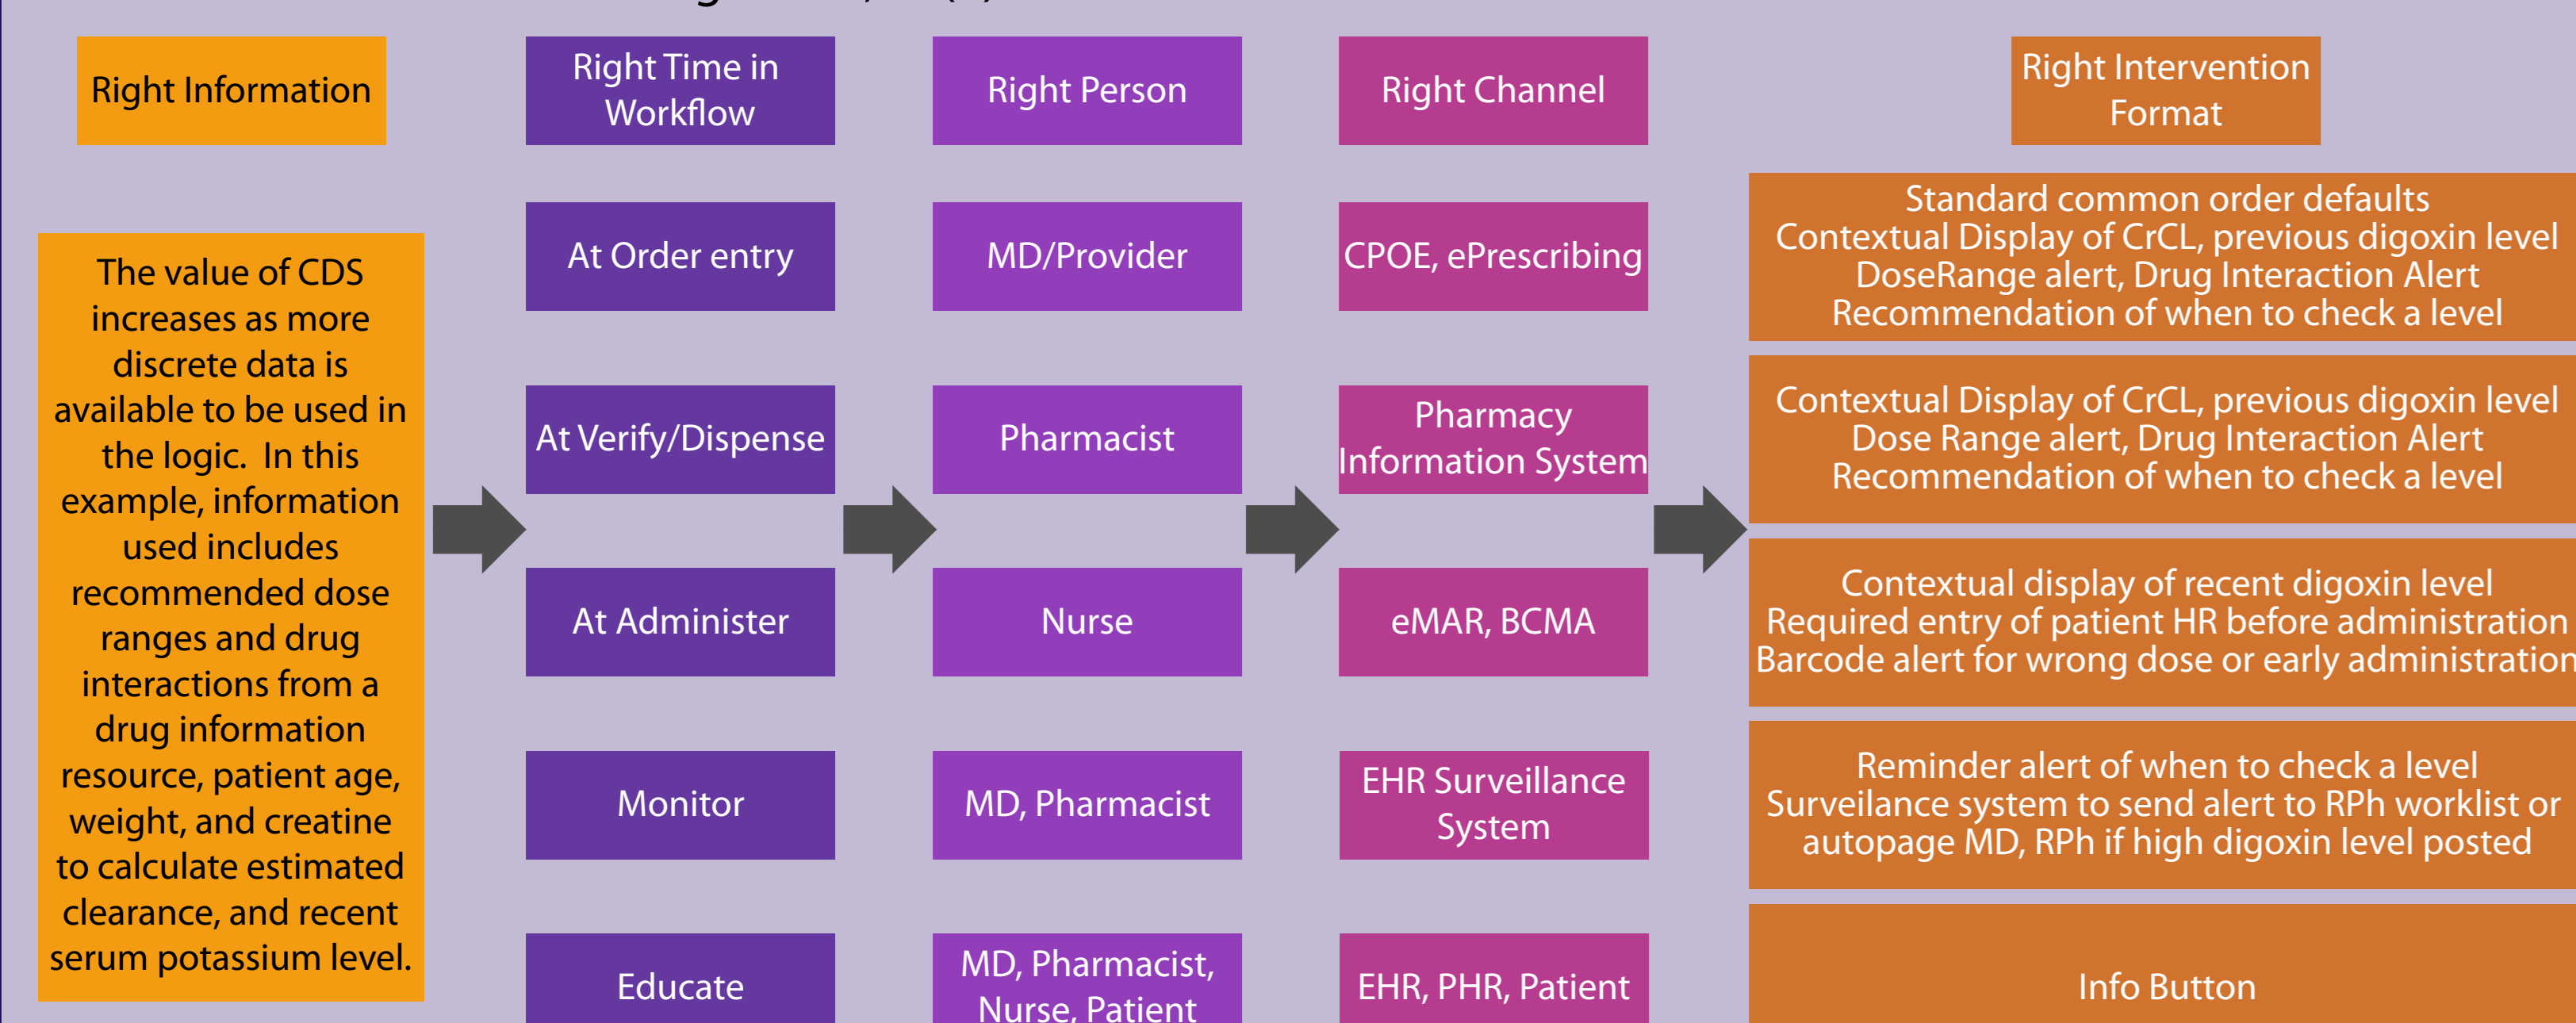 Right Information
Right Time in
Workflow
Right Person
Right Channel
Right Intervention
Format
The value of CDS
increases as more
discrete data is
available to be used in
the logic. In this
example, information
used includes
recommended dose
ranges and drug
interactions from a
drug information
resource, patient age,
weight, and creatine
to calculate estimated
clearance, and recent
serum potassium level.
At Order entry
MD/Provider
CPOE, ePrescribing
Standard common order defaults
Contextual Display of CrCL, previous digoxin level
DoseRange alert, Drug Interaction Alert
Recommendation of when to check a level
At Verify/Dispense
Pharmacist
Pharmacy
Information System
Contextual Display of CrCL, previous digoxin level
Dose Range alert, Drug Interaction Alert
Recommendation of when to check a level
At Administer
Nurse
eMAR, BCMA
Contextual display of recent digoxin level
Required entry of patient HR before administration
Barcode alert for wrong dose or early administration
Monitor
MD, Pharmacist
EHR Surveillance
System
Reminder alert of when to check a level
Surveilance system to send alert to RPh worklist or
autopage MD, RPh if high digoxin level posted
Educate
MD, Pharmacist,
Nurse, Patient
EHR, PHR, Patient
Info Button